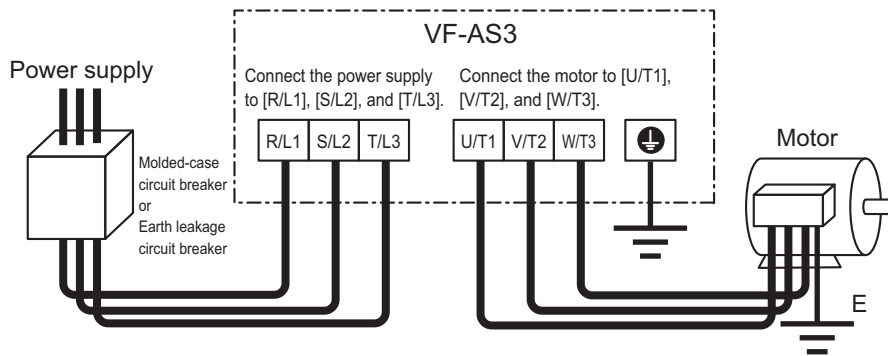 VF-AS3
Power supply
Connect the power supply
to [R/L1], [S/L2], and [T/L3].
Connect the motor to [U/T1],
[V/T2], and [W/T3].
R/L1 S/L2 T/L3
U/T1 V/T2 W/T3
Motor
Molded-case
circuit breaker
or
Earth leakage
circuit breaker
E